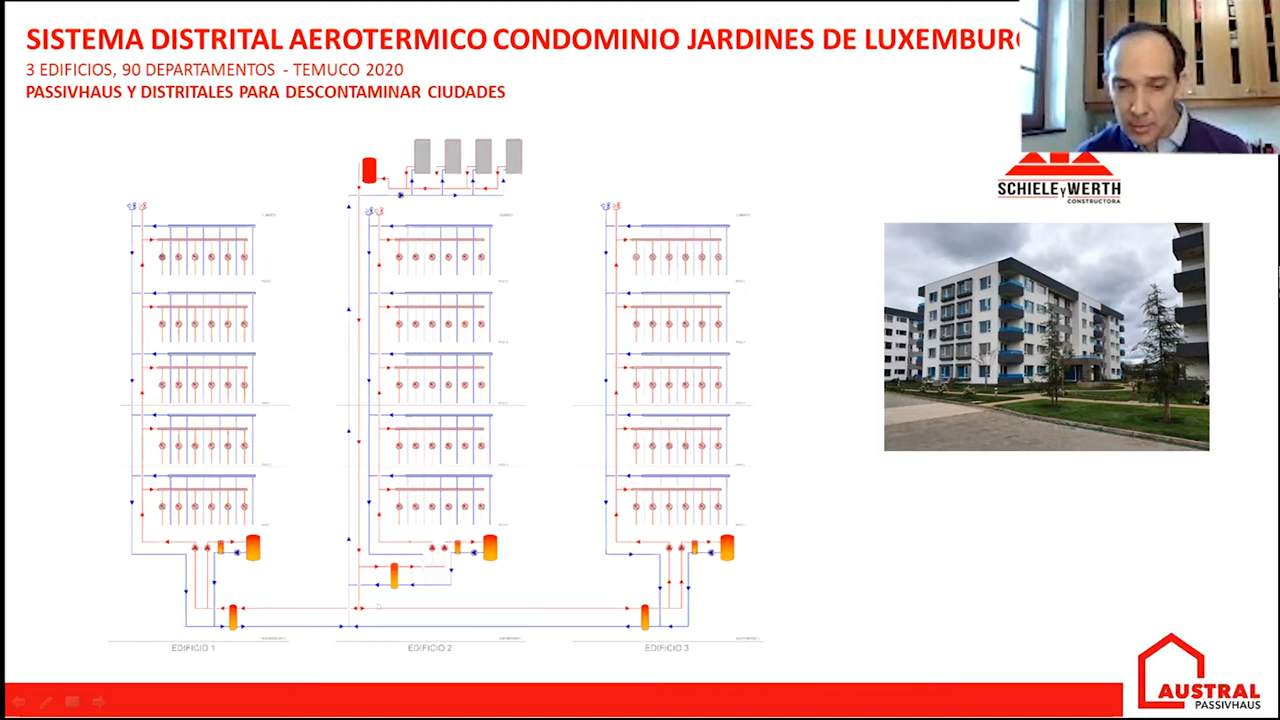 SISTEMA DISTRITAL AEROTERMICO CONDOMINIO JARDINES DE LUXEMBUR
3 EDIFICIOS, 90 DEPARTAMENTOS - TEMUCO 2020
PASSIVHAUS Y DISTRITALES PARA DESCONTAMINAR CIUDADES
SCHIELE Y WERTH
CONSTRUCTORA
EDIFICIO 1
EDIFICIO 2
EDIFICIO 3
AUSTRAL
PASSIVHAUS